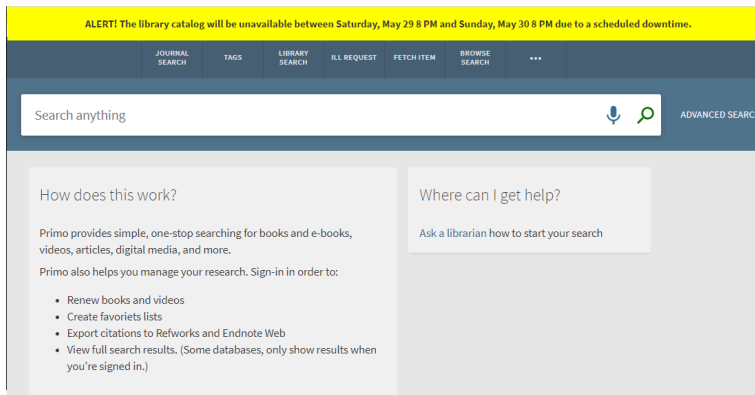 ALERT! The library catalog will be unavailable between Saturday, May 29 8 PM and Sunday, May 30 8 PM due to a scheduled downtime.
JOURNAL SEARCH
TAGS
LIBRARY SEARCH
ILL REQUEST
FETCH ITEM
BROWSE SEARCH
•••
Search anything
ADVANCED SEARC
How does this work?
Primo provides simple, one-stop searching for books and e-books,
videos, articles, digital media, and more.
Primo also helps you manage your research. Sign-in in order to:
• Renew books and videos
• Create favoriets lists
• Export citations to Refworks and Endnote Web
• View full search results. (Some databases, only show results when
you're signed in.)
Where can I get help?
Ask a librarian how to start your search